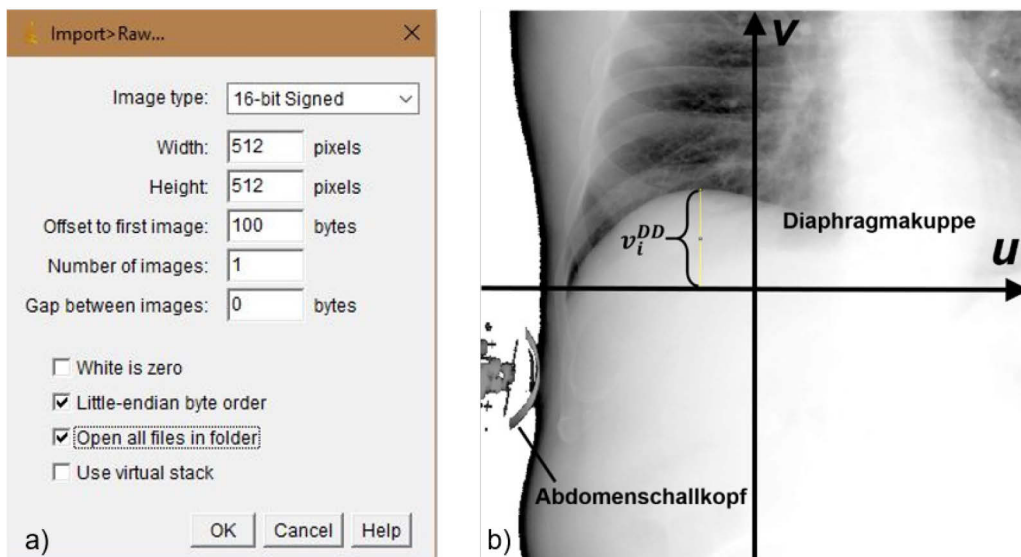 Import>Raw...
Image type: 16-bit Signed
Width: 512 pixels
Height: 512 pixels
Offset to first image: 100 bytes
Number of images: 1
Gap between images: 0 bytes
White is zero
Little-endian byte order
Open all files in folder
Use virtual stack
OK Cancel Help
a)
v
Diaphragmakuppe
v_i^{DD}
u
Abdomenschallkopf
b)